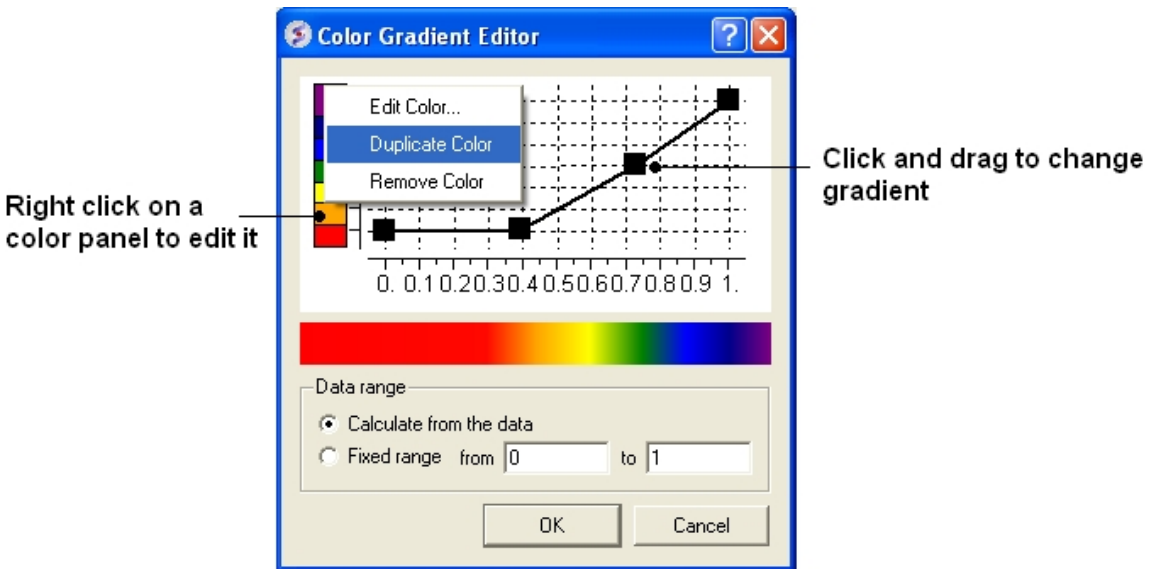 Color Gradient Editor
Edit Color...
Duplicate Color
Remove Color
Click and drag to change
gradient
Right click on a
color panel to edit it
0. 0.1 0.2 0.3 0.4 0.5 0.6 0.7 0.8 0.9 1.
Data range
Calculate from the data
Fixed range from 0 to 1
OK Cancel